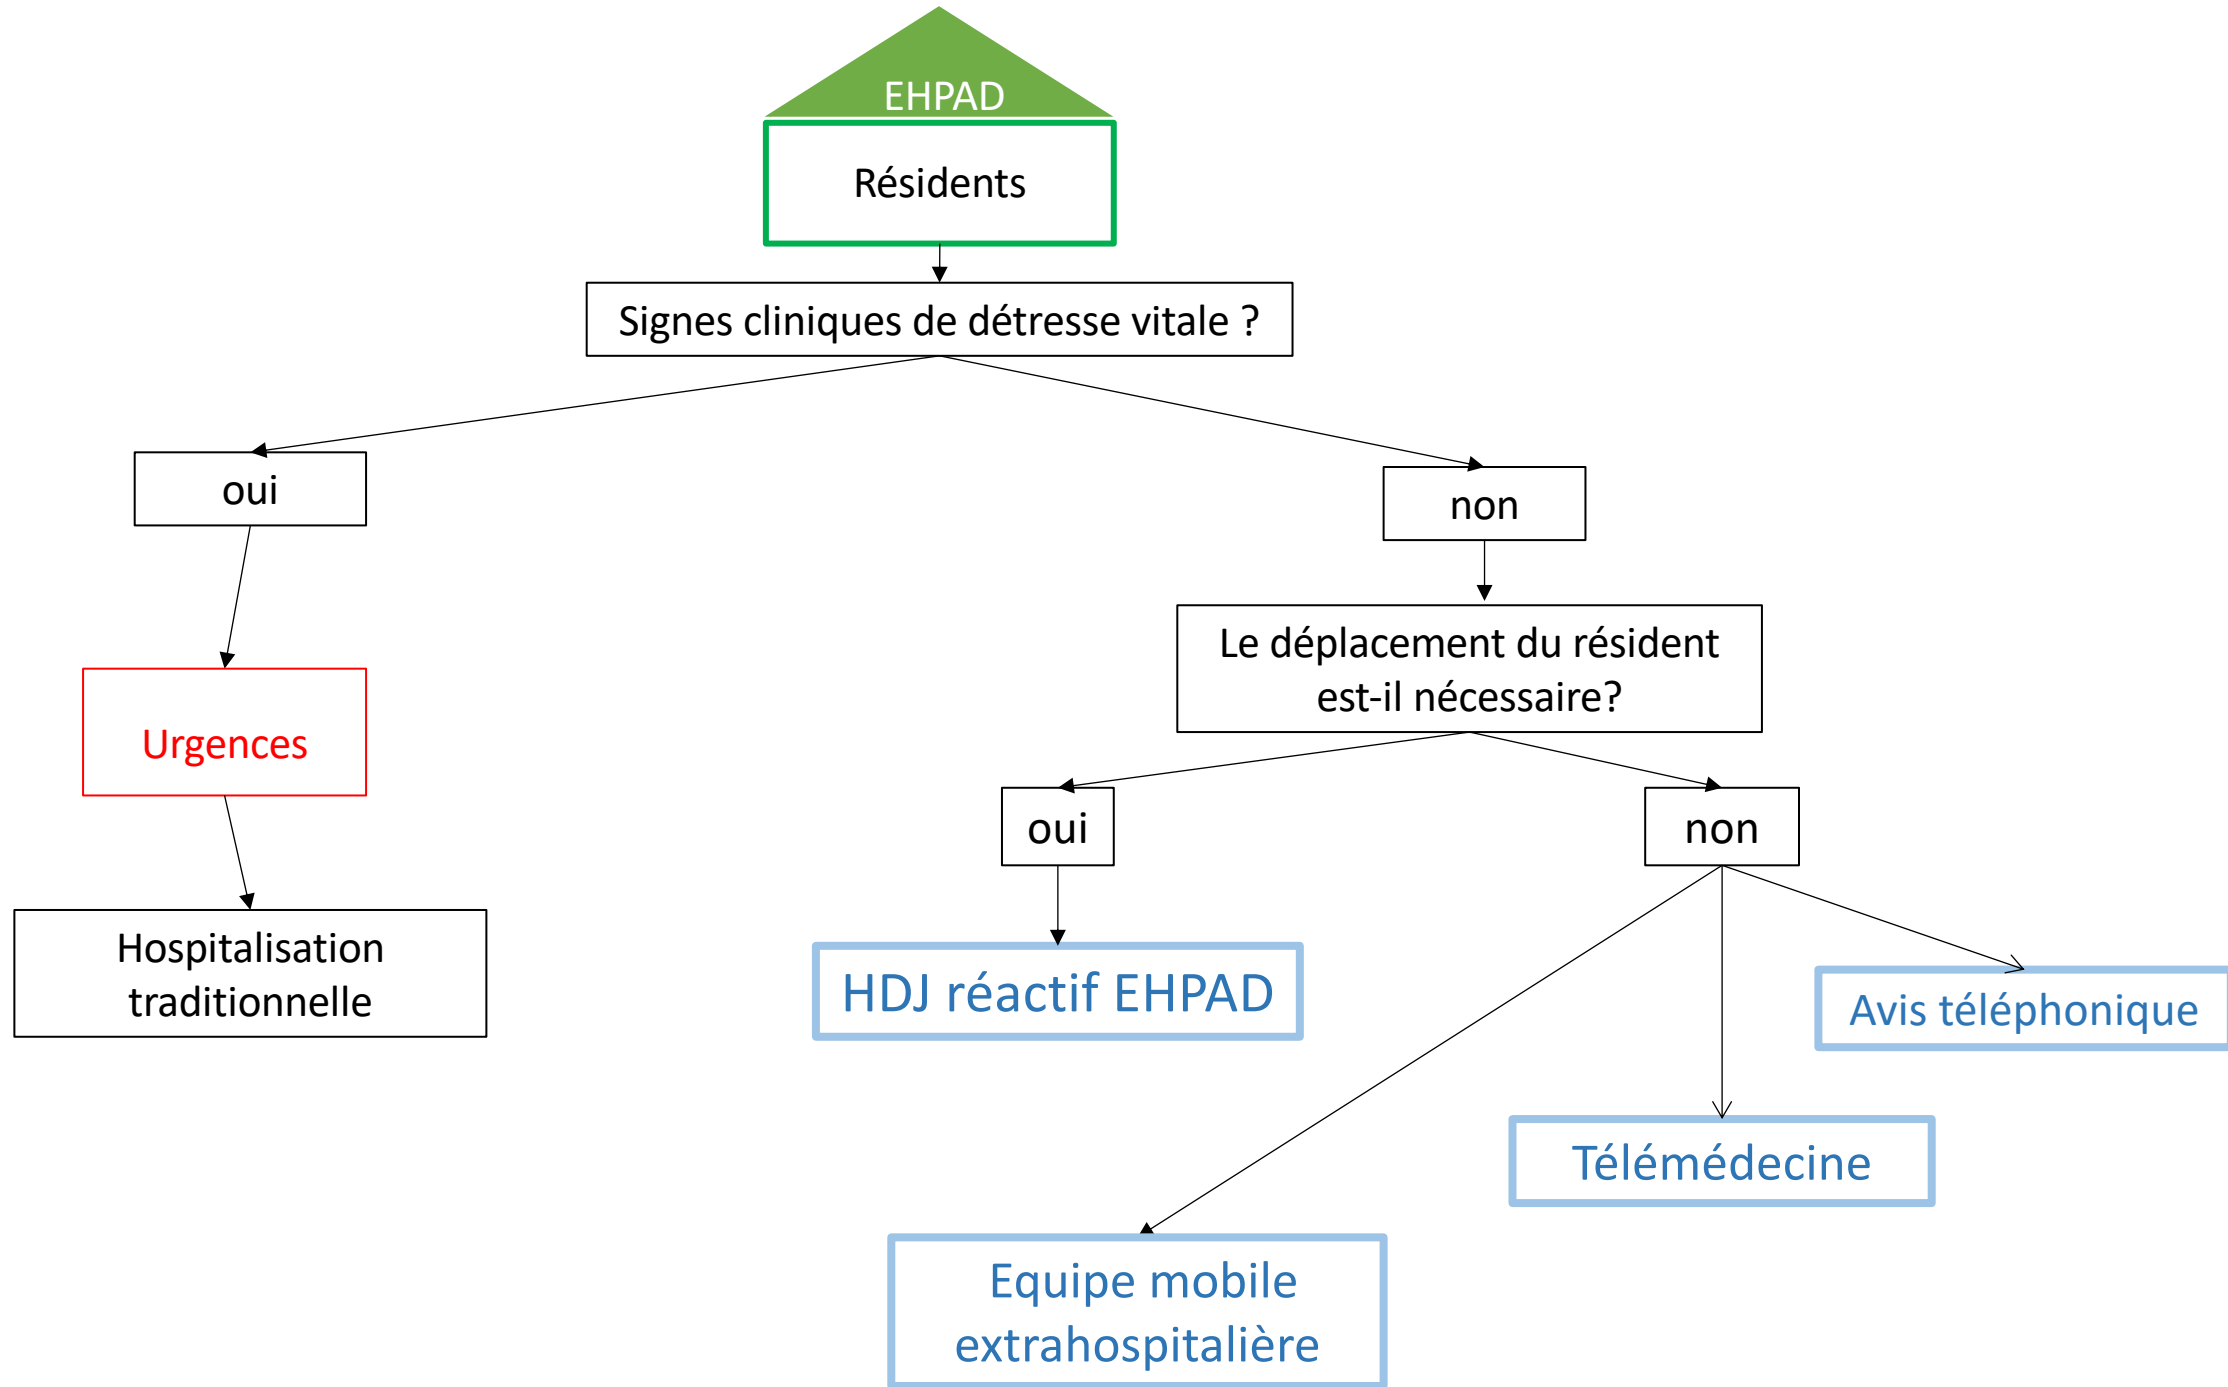 EHPAD
Résidents
Signes cliniques de détresse vitale ?
oui
non
Le déplacement du résident
est-il nécessaire?
Urgences
oui
non
Hospitalisation
traditionnelle
HDJ réactif EHPAD
Avis téléphonique
Télémédecine
Equipe mobile
extrahospitalière